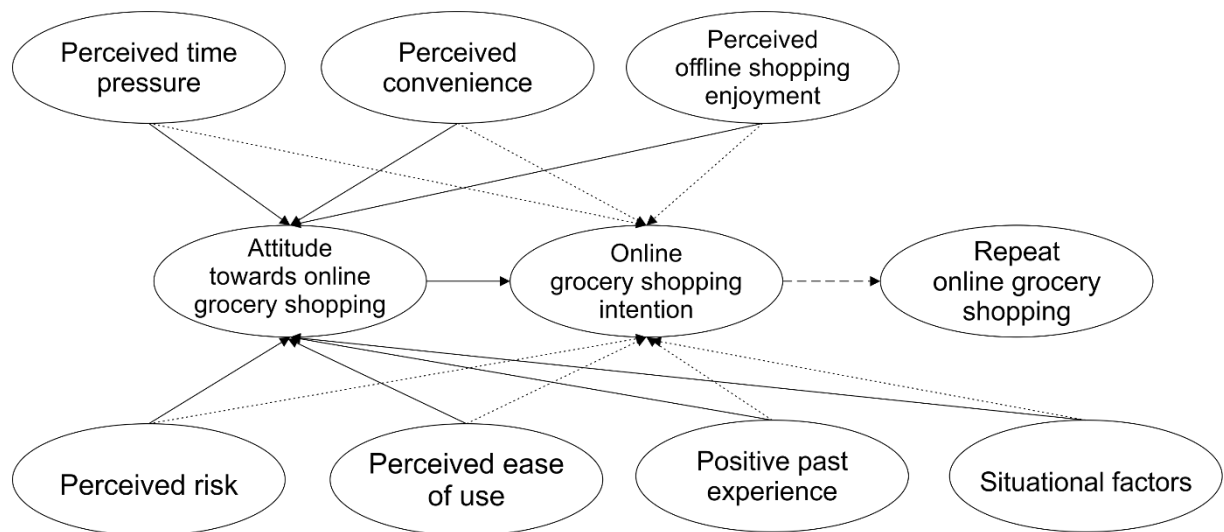 Perceived time
pressure
Perceived
convenience
Perceived
offline shopping
enjoyment
Attitude
towards online
grocery shopping
Online
grocery shopping
intention
Repeat
online grocery
shopping
Perceived risk
Perceived ease
of use
Positive past
experience
Situational factors